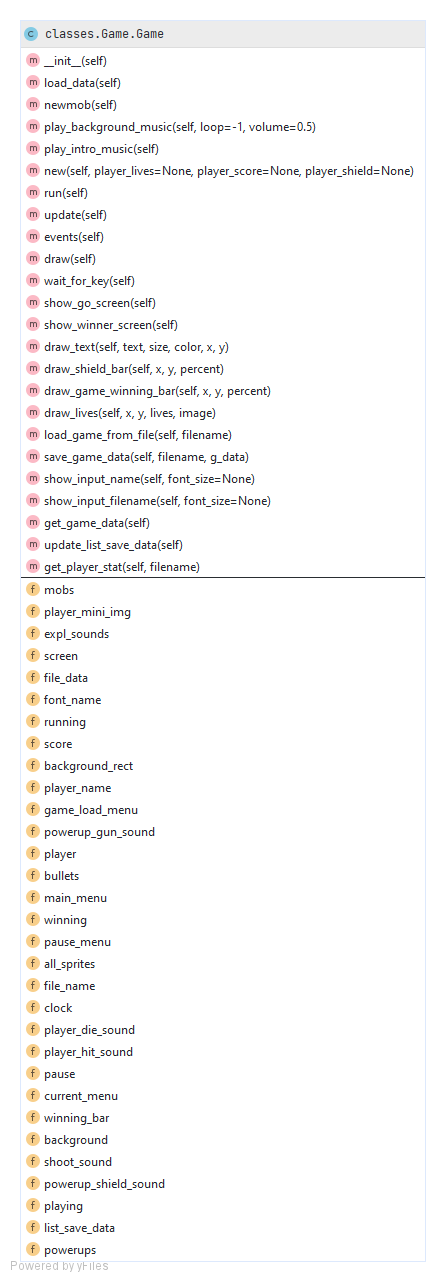 c classes.Game.Game
m __init__(self)
m load_data(self)
m newmob(self)
m play_background_music(self, loop=-1, volume=0.5)
m play_intro_music(self)
m new(self, player_lives=None, player_score=None, player_shield=None)
m run(self)
m update(self)
m events(self)
m draw(self)
m wait_for_key(self)
m show_go_screen(self)
m show_winner_screen(self)
m draw_text(self, text, size, color, x, y)
m draw_shield_bar(self, x, y, percent)
m draw_game_winning_bar(self, x, y, percent)
m draw_lives(self, x, y, lives, image)
m load_game_from_file(self, filename)
m save_game_data(self, filename, g_data)
m show_input_name(self, font_size=None)
m show_input_filename(self, font_size=None)
m get_game_data(self)
m update_list_save_data(self)
m get_player_stat(self, filename)
f mobs
f player_mini_img
f expl_sounds
f screen
f file_data
f font_name
f running
f score
f background_rect
f player_name
f game_load_menu
f powerup_gun_sound
f player
f bullets
f main_menu
f winning
f pause_menu
f all_sprites
f file_name
f clock
f player_die_sound
f player_hit_sound
f pause
f current_menu
f winning_bar
f background
f shoot_sound
f powerup_shield_sound
f playing
f list_save_data
f powerups
Powered by yFiles